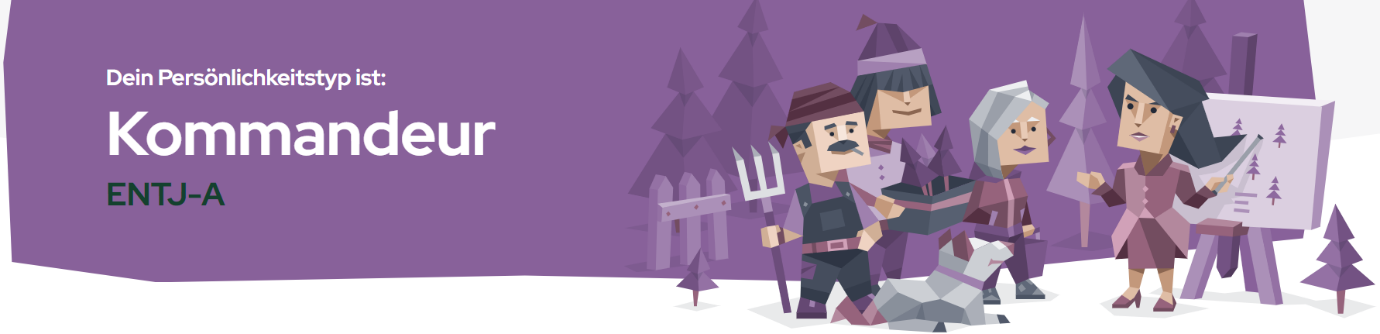 Dein Persönlichkeitstyp ist:
Kommandeur
ENTJ-A